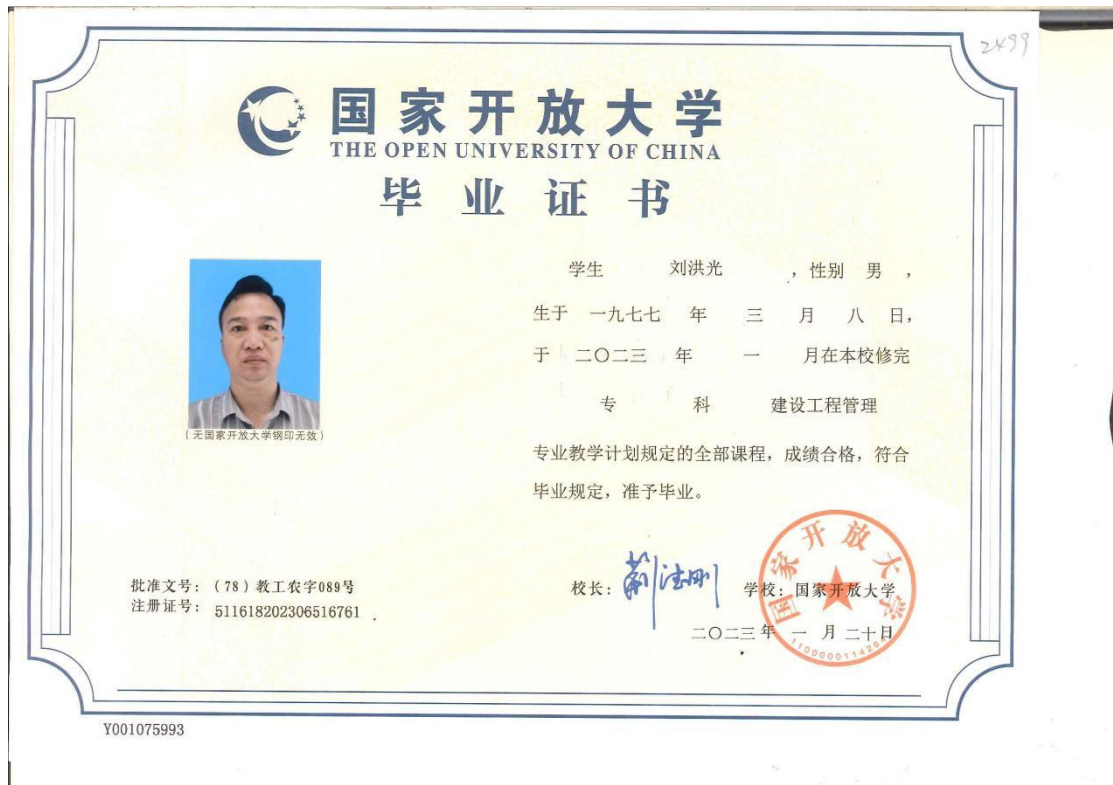 2499
国家开放大学
THE OPEN UNIVERSITY OF CHINA
毕业证书
学生 刘洪光 ，性别 男 ，
生于 一九七七 年 三 月 八 日，
于 二〇二三 年 一 月在本校修完
专 科 建设工程管理
专业教学计划规定的全部课程，成绩合格，符合
毕业规定，准予毕业。
(无国家开放大学钢印无效)
批准文号：(78)教工农字089号
注册证号：511618202306516761
校长： 学校：国家开放大学
二〇二三年 一 月 二十日
国家开放大学
Y001075993